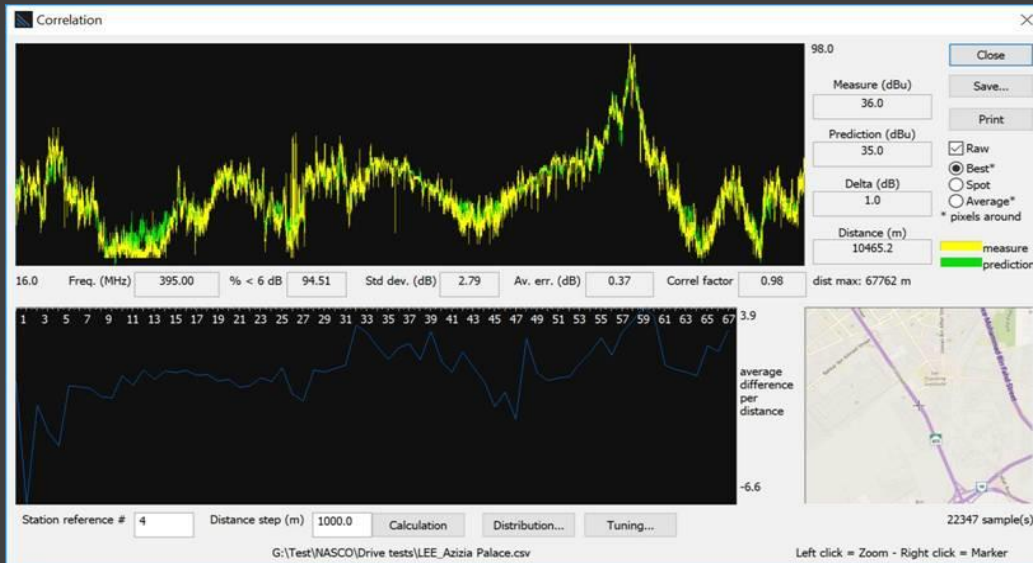 Correlation
98.0
Close
Measure (dBu)
36.0
Save...
Print
Prediction (dBu)
35.0
Raw
Best*
Delta (dB)
1.0
Spot
Average*
* pixels around
Distance (m)
10465.2
measure
prediction
16.0 Freq. (MHz) 395.00 % < 6 dB 94.51 Std dev. (dB) 2.79 Av. err. (dB) 0.37 Correl factor 0.98 dist max: 67762 m
1 3 5 7 9 11 13 15 17 19 21 23 25 27 29 31 33 35 37 39 41 43 45 47 49 51 53 55 57 59 61 63 65 67 3.9
average
difference
per
distance
-6.6
Station reference # 4 Distance step (m) 1000.0 Calculation Distribution... Tuning... 22347 sample(s)
G:\Test\NASCO\Drive tests\LEE_Azizia Palace.csv Left click = Zoom - Right click = Marker